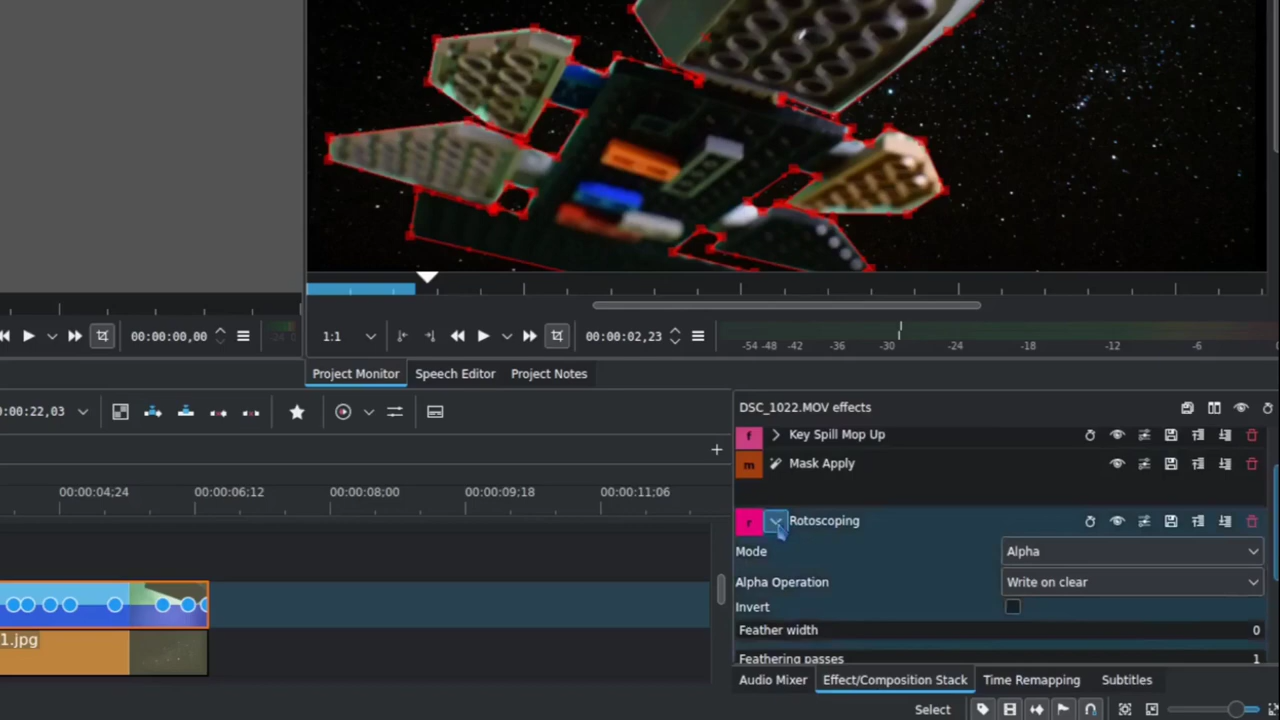 00:00:00,00
1:1
00:00:02,23
-54 -48 -42 -36 -30 -24 -18 -12 -6
Project Monitor Speech Editor Project Notes
0:00:22,03
DSC_1022.MOV effects
f Key Spill Mop Up
m Mask Apply
00:00:04;24 00:00:06;12 00:00:08;00 00:00:09;18 00:00:11;06
r Rotoscoping
Mode Alpha
Alpha Operation Write on clear
Invert
Feather width 0
1.jpg
Feathering passes 1
Audio Mixer Effect/Composition Stack Time Remapping Subtitles
Select